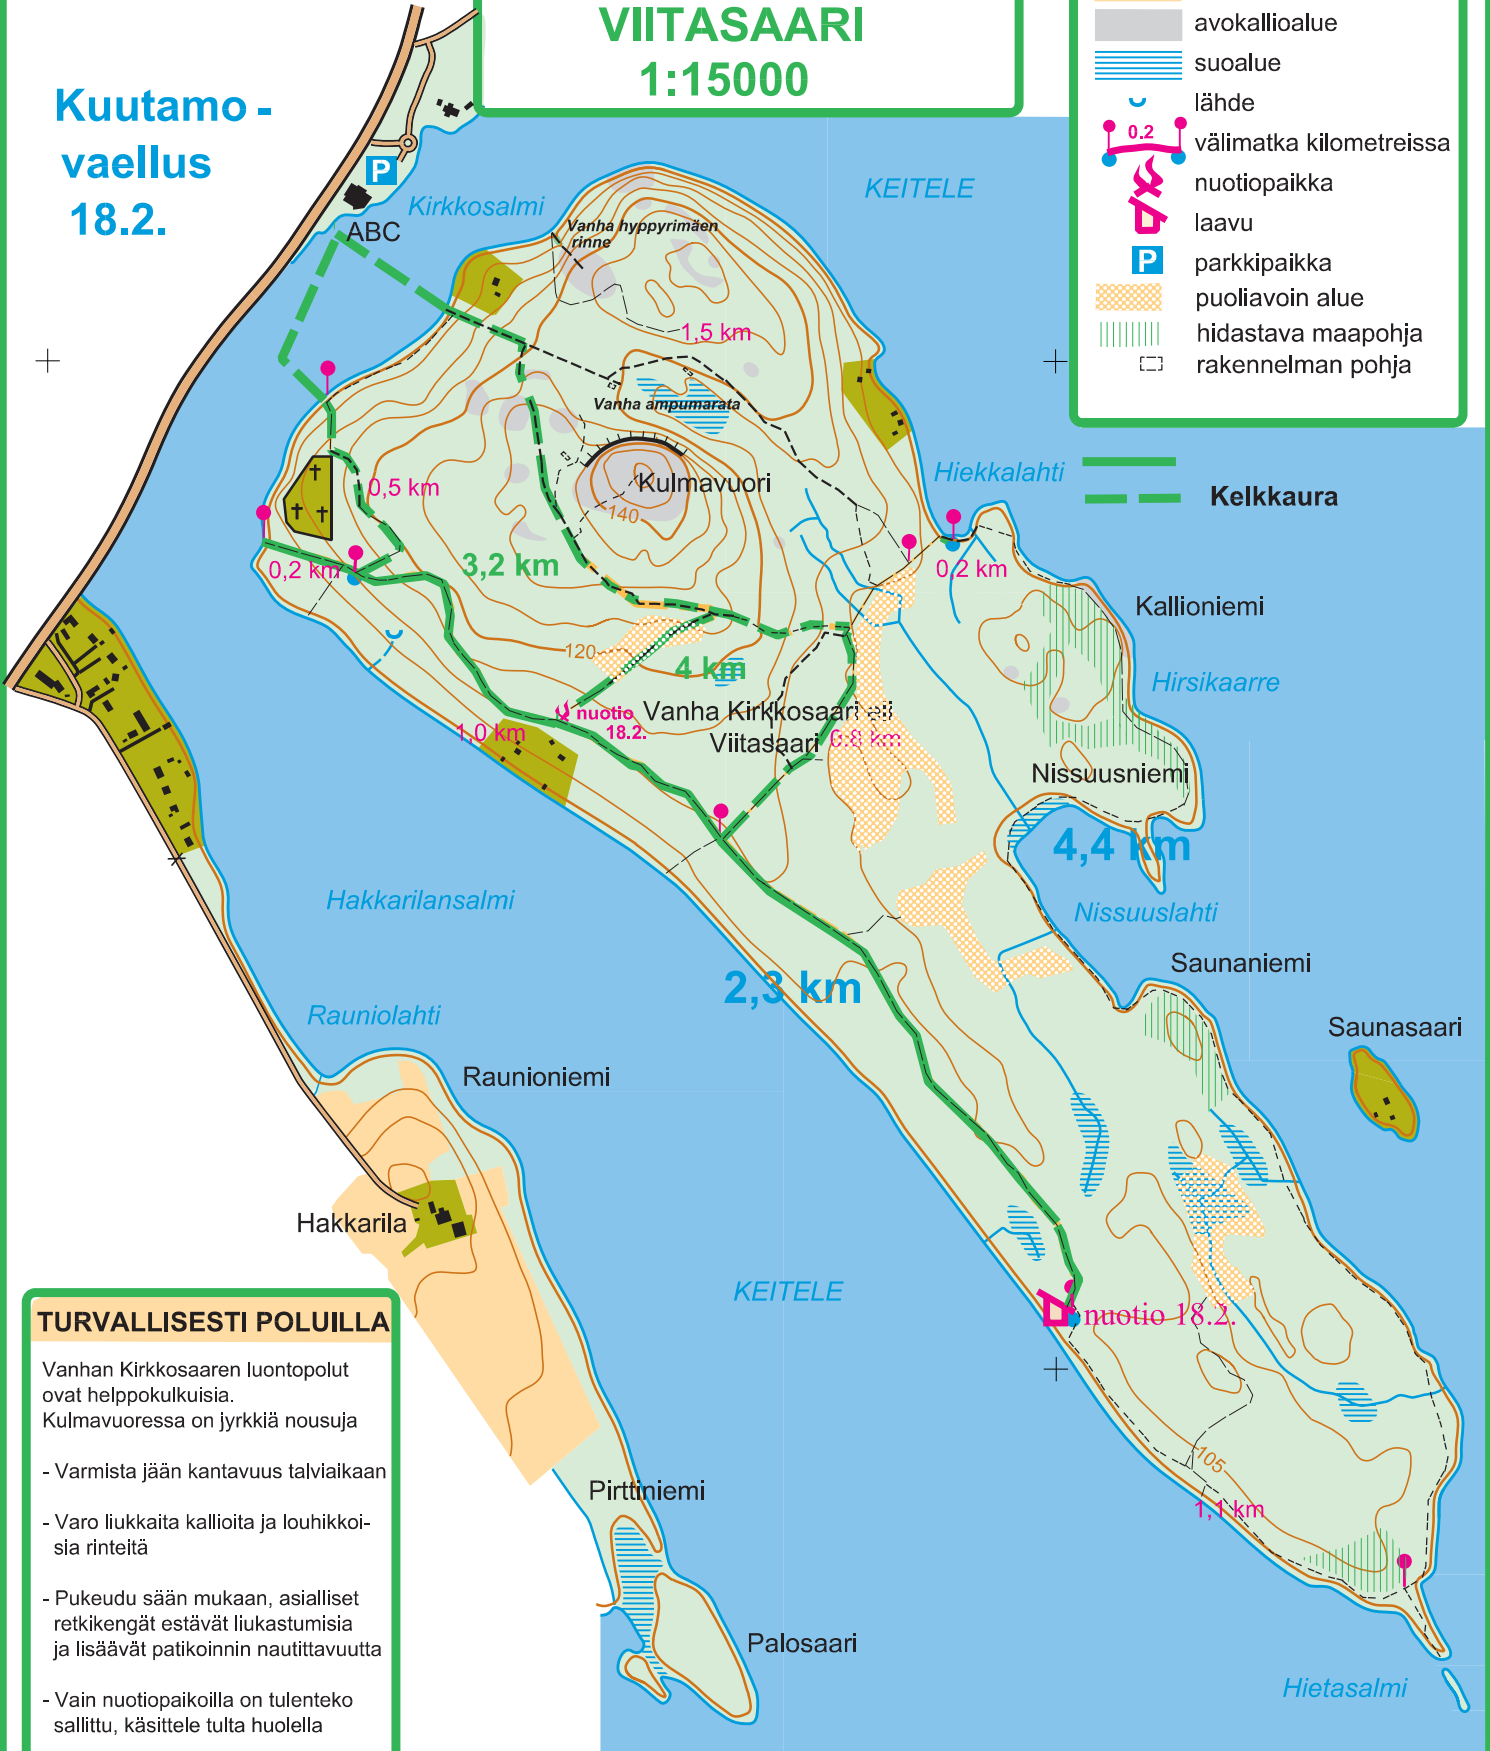 VIITASAARI
1:15000
Kuutamo -
vaellus
18.2.
avokallioalue
suoalue
lähde
0.2
välimatka kilometreissa
nuotiopaikka
laavu
P
parkkipaikka
puoliavoin alue
hidastava maapohja
rakennelman pohja
Kelkkaura
P
ABC
Kirkkosalmi
KEITELE
Vanha hyppyrimäen
rinne
1,5 km
Vanha ampumarata
Kulmavuori
140
Hiekkalahti
0,5 km
3,2 km
0,2 km
0,2 km
Kallioniemi
120
4 km
Hirsikaarre
nuotio
18.2.
Vanha Kirkkosaari eli
Viitasaari
0.8 km
1,0 km
Nissuusniemi
4,4 km
Hakkarilansalmi
Nissuuslahti
2,3 km
Saunaniemi
Rauniolahti
Saunasaari
Raunioniemi
Hakkarila
KEITELE
nuotio 18.2.
105
1,1 km
Pirttiniemi
Palosaari
Hietasalmi
TURVALLISESTI POLUILLA
Vanhan Kirkkosaaren luontopolut
ovat helppokulkuisia.
Kulmavuoressa on jyrkkiä nousuja
- Varmista jään kantavuus talviaikaan
- Varo liukkaita kallioita ja louhikkoi-
sia rinteitä
- Pukeudu sään mukaan, asialliset
retkikengät estävät liukastumisia
ja lisäävät patikoinnin nautittavuutta
- Vain nuotiopaikoilla on tulenteko
sallittu, käsittele tulta huolella